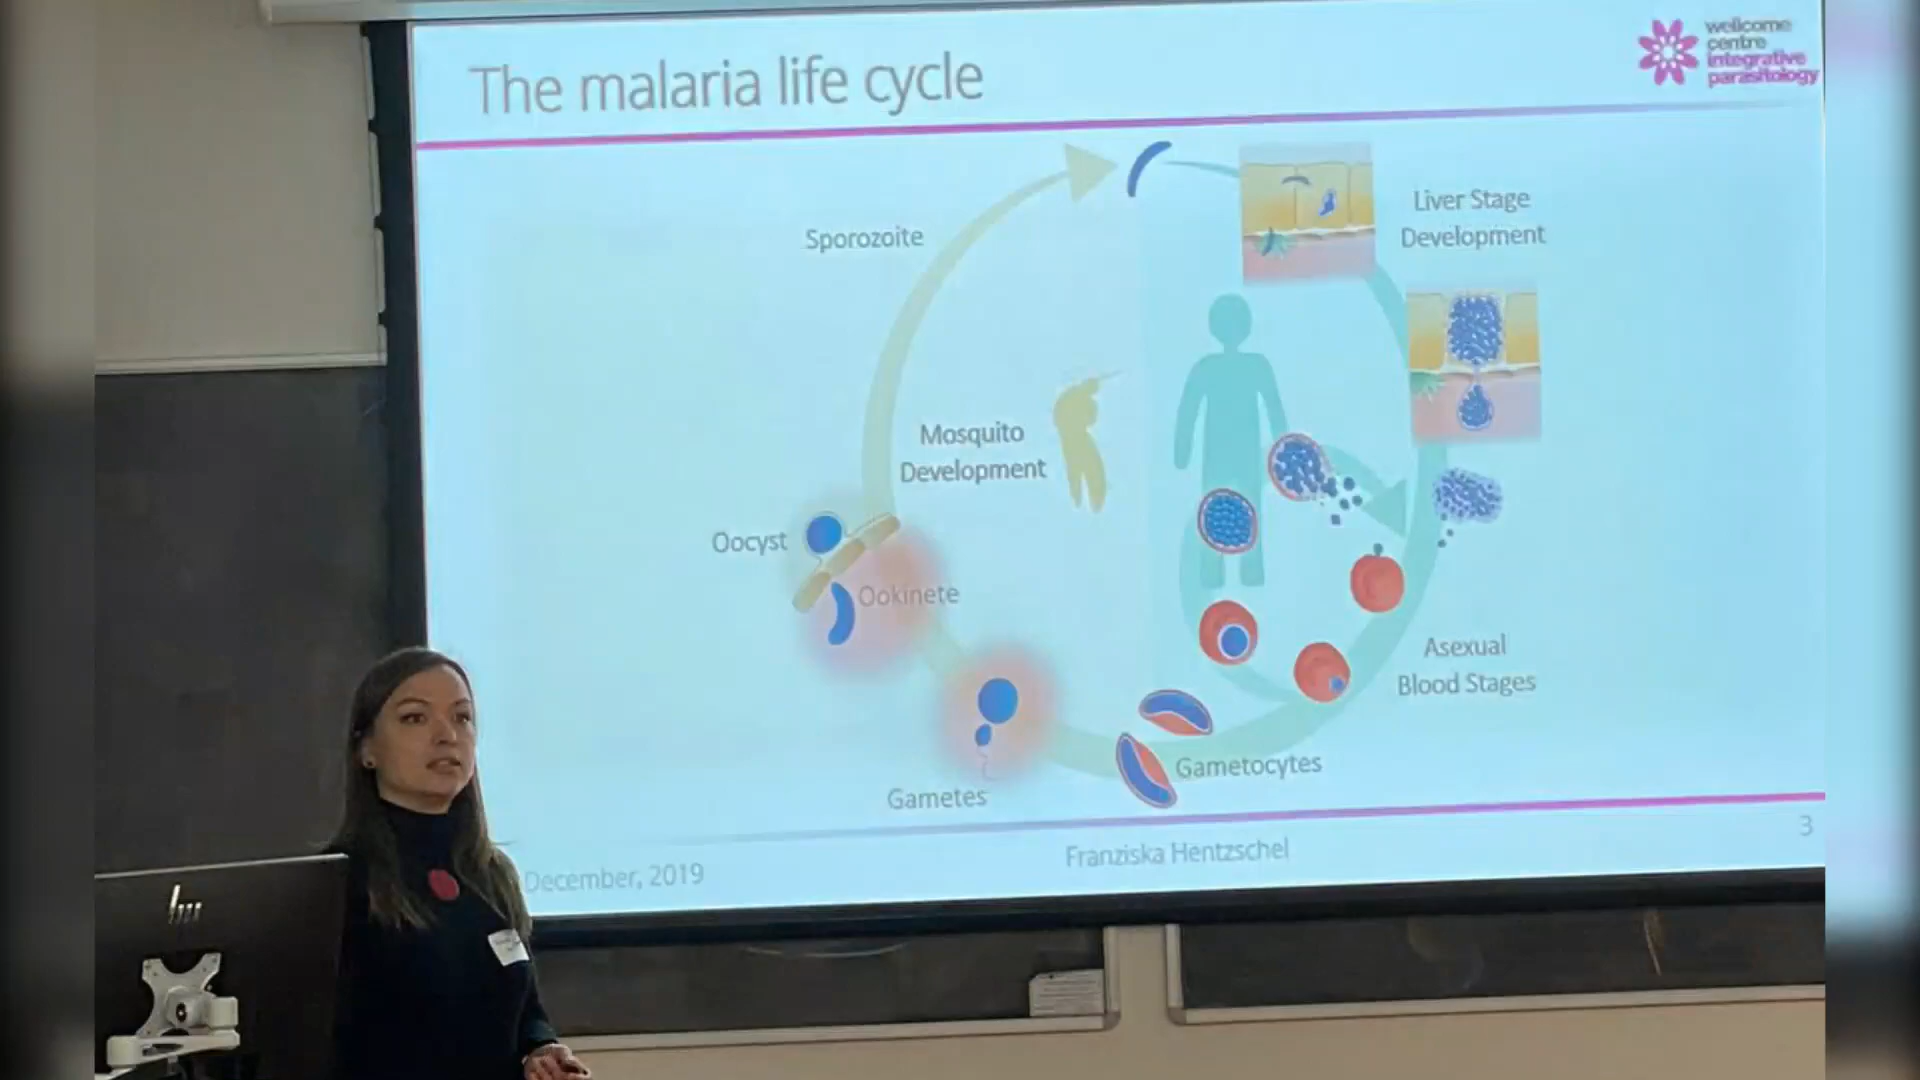 The malaria life cycle
wellcome
centre
integrative
parasitology
Sporozoite
Liver Stage
Development
Mosquito
Development
Oocyst
Ookinete
Asexual
Blood Stages
Gametocytes
Gametes
December, 2019
Franziska Hentzschel
3
hp